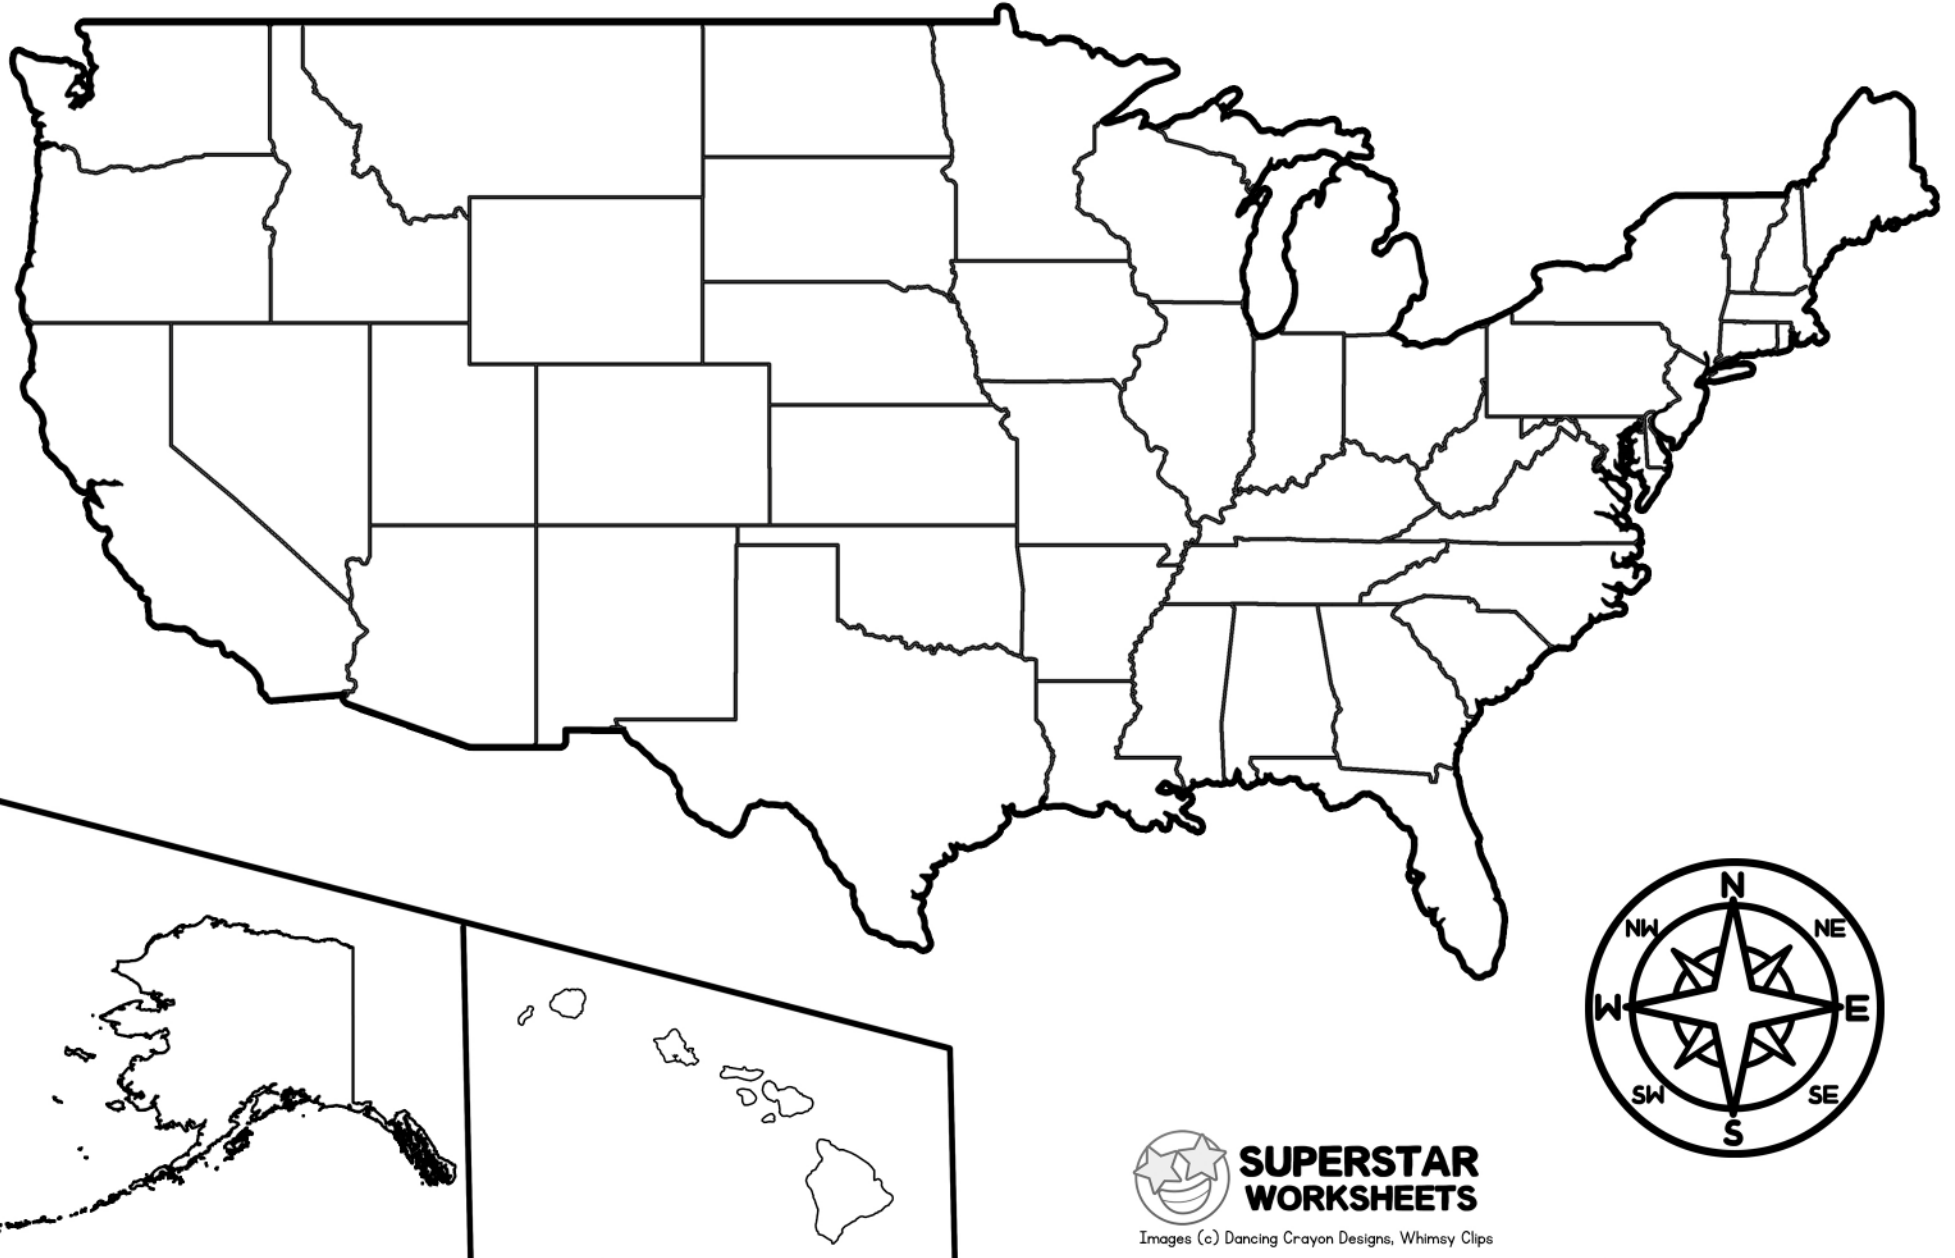 N
NW
NE
W
E
SW
SE
S
SUPERSTAR
WORKSHEETS
Images (c) Dancing Crayon Designs, Whimsy Clips